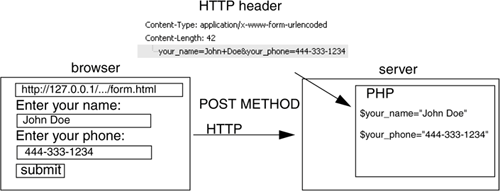 HTTP header
Content-Type: application/x-www-form-urlencoded
Content-Length: 42
your_name=John+Doe&your_phone=444-333-1234
browser
http://127.0.0.1/.../form.html
Enter your name:
John Doe
Enter your phone:
444-333-1234
submit
POST METHOD
HTTP
server
PHP
$your_name="John Doe"
$your_phone="444-333-1234"